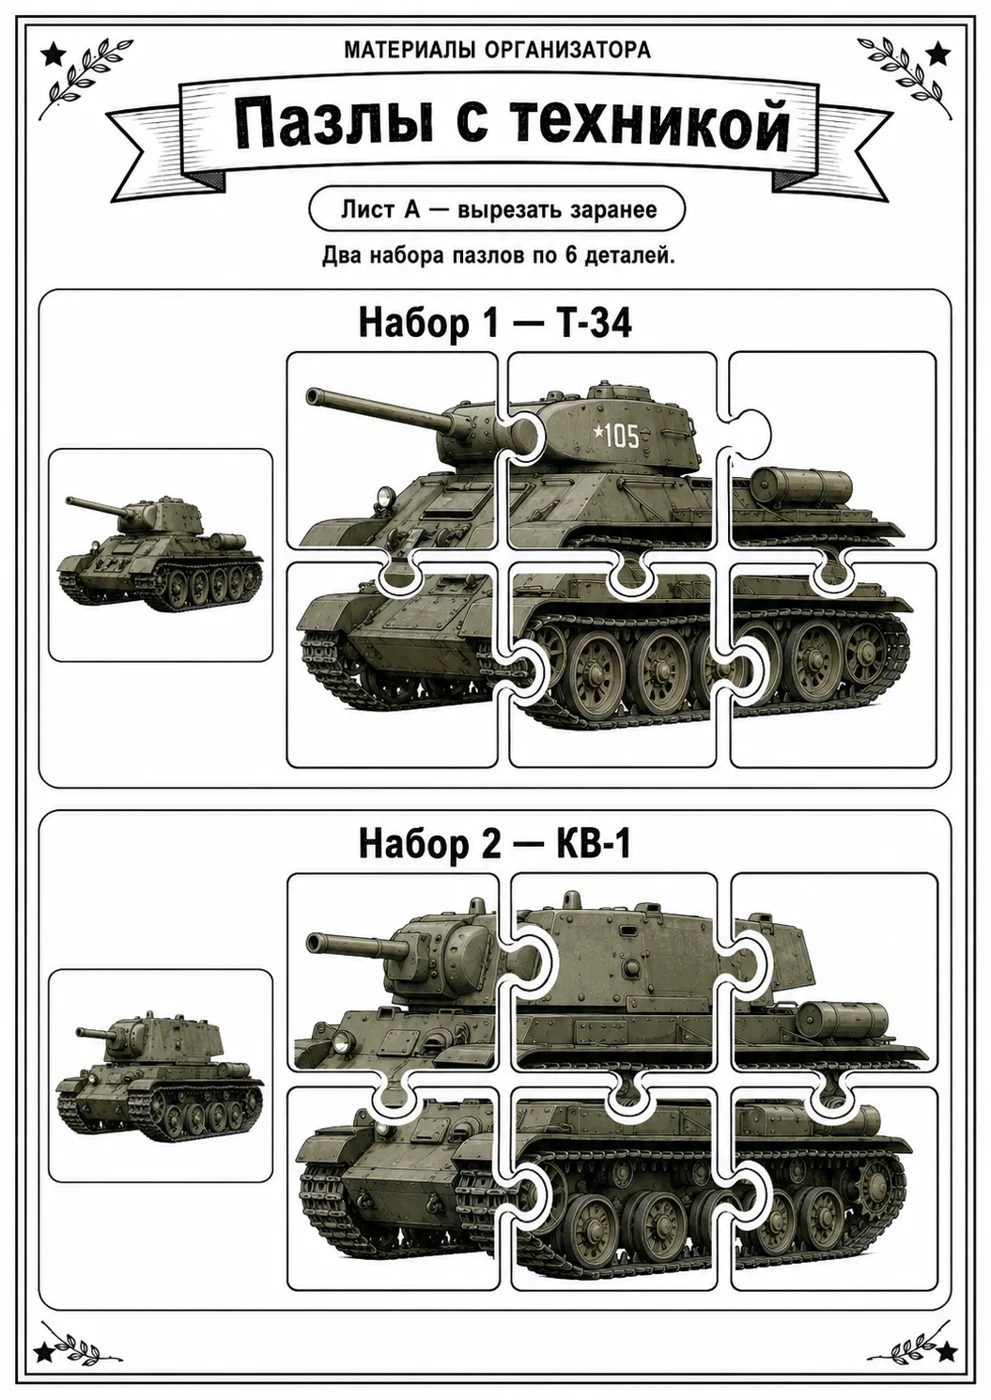 МАТЕРИАЛЫ ОРГАНИЗАТОРА
Пазлы с техникой
Лист А — вырезать заранее
Два набора пазлов по 6 деталей.
Набор 1 — Т-34
105
Набор 2 — КВ-1